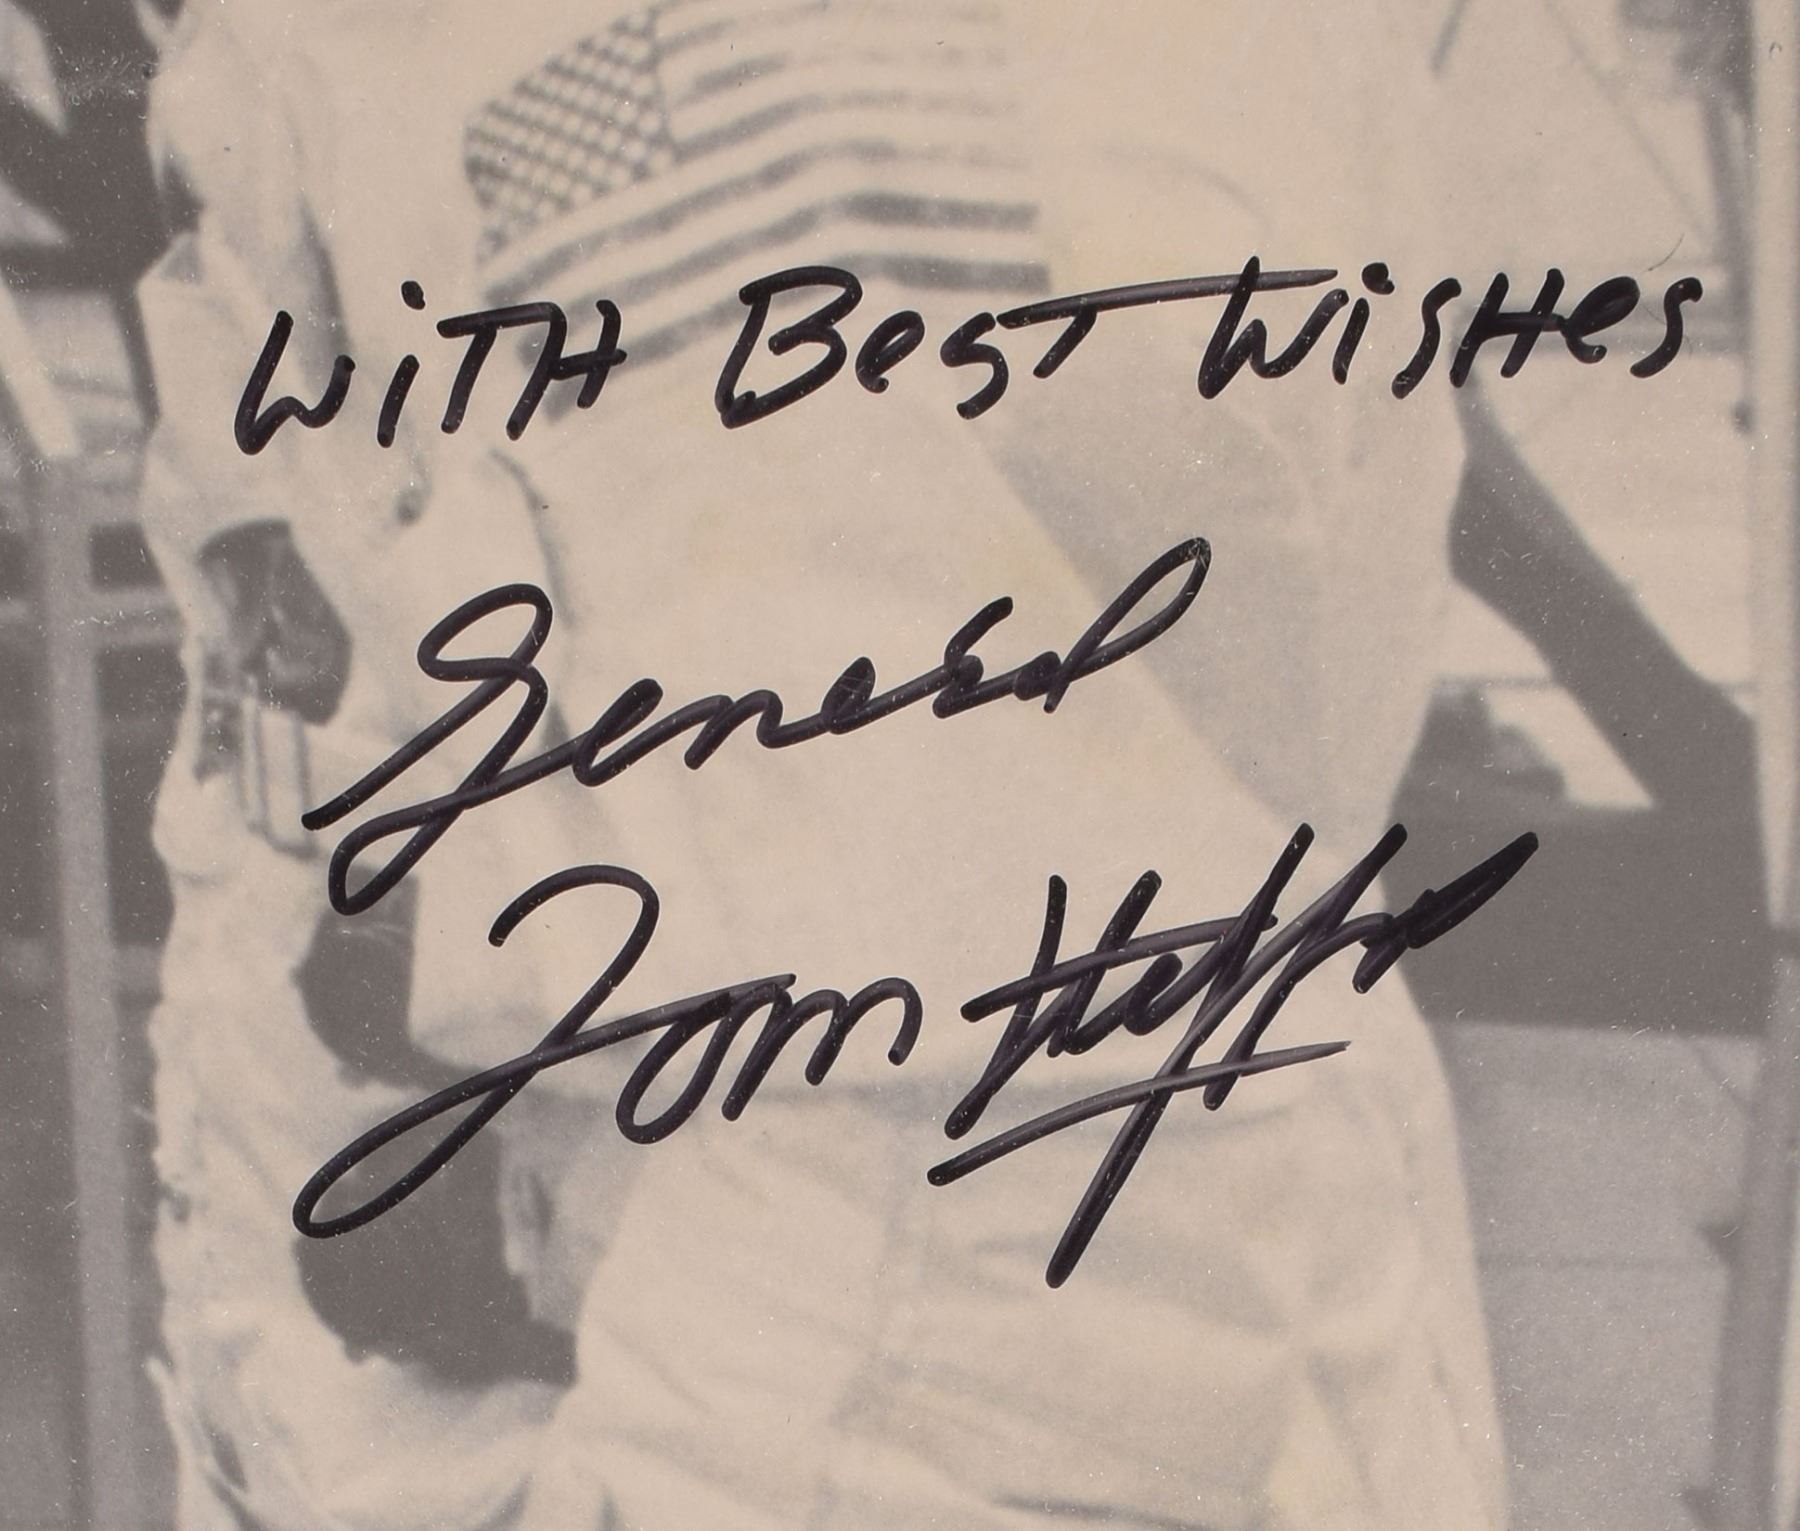 WiTH BesT WisHes
General
Tom